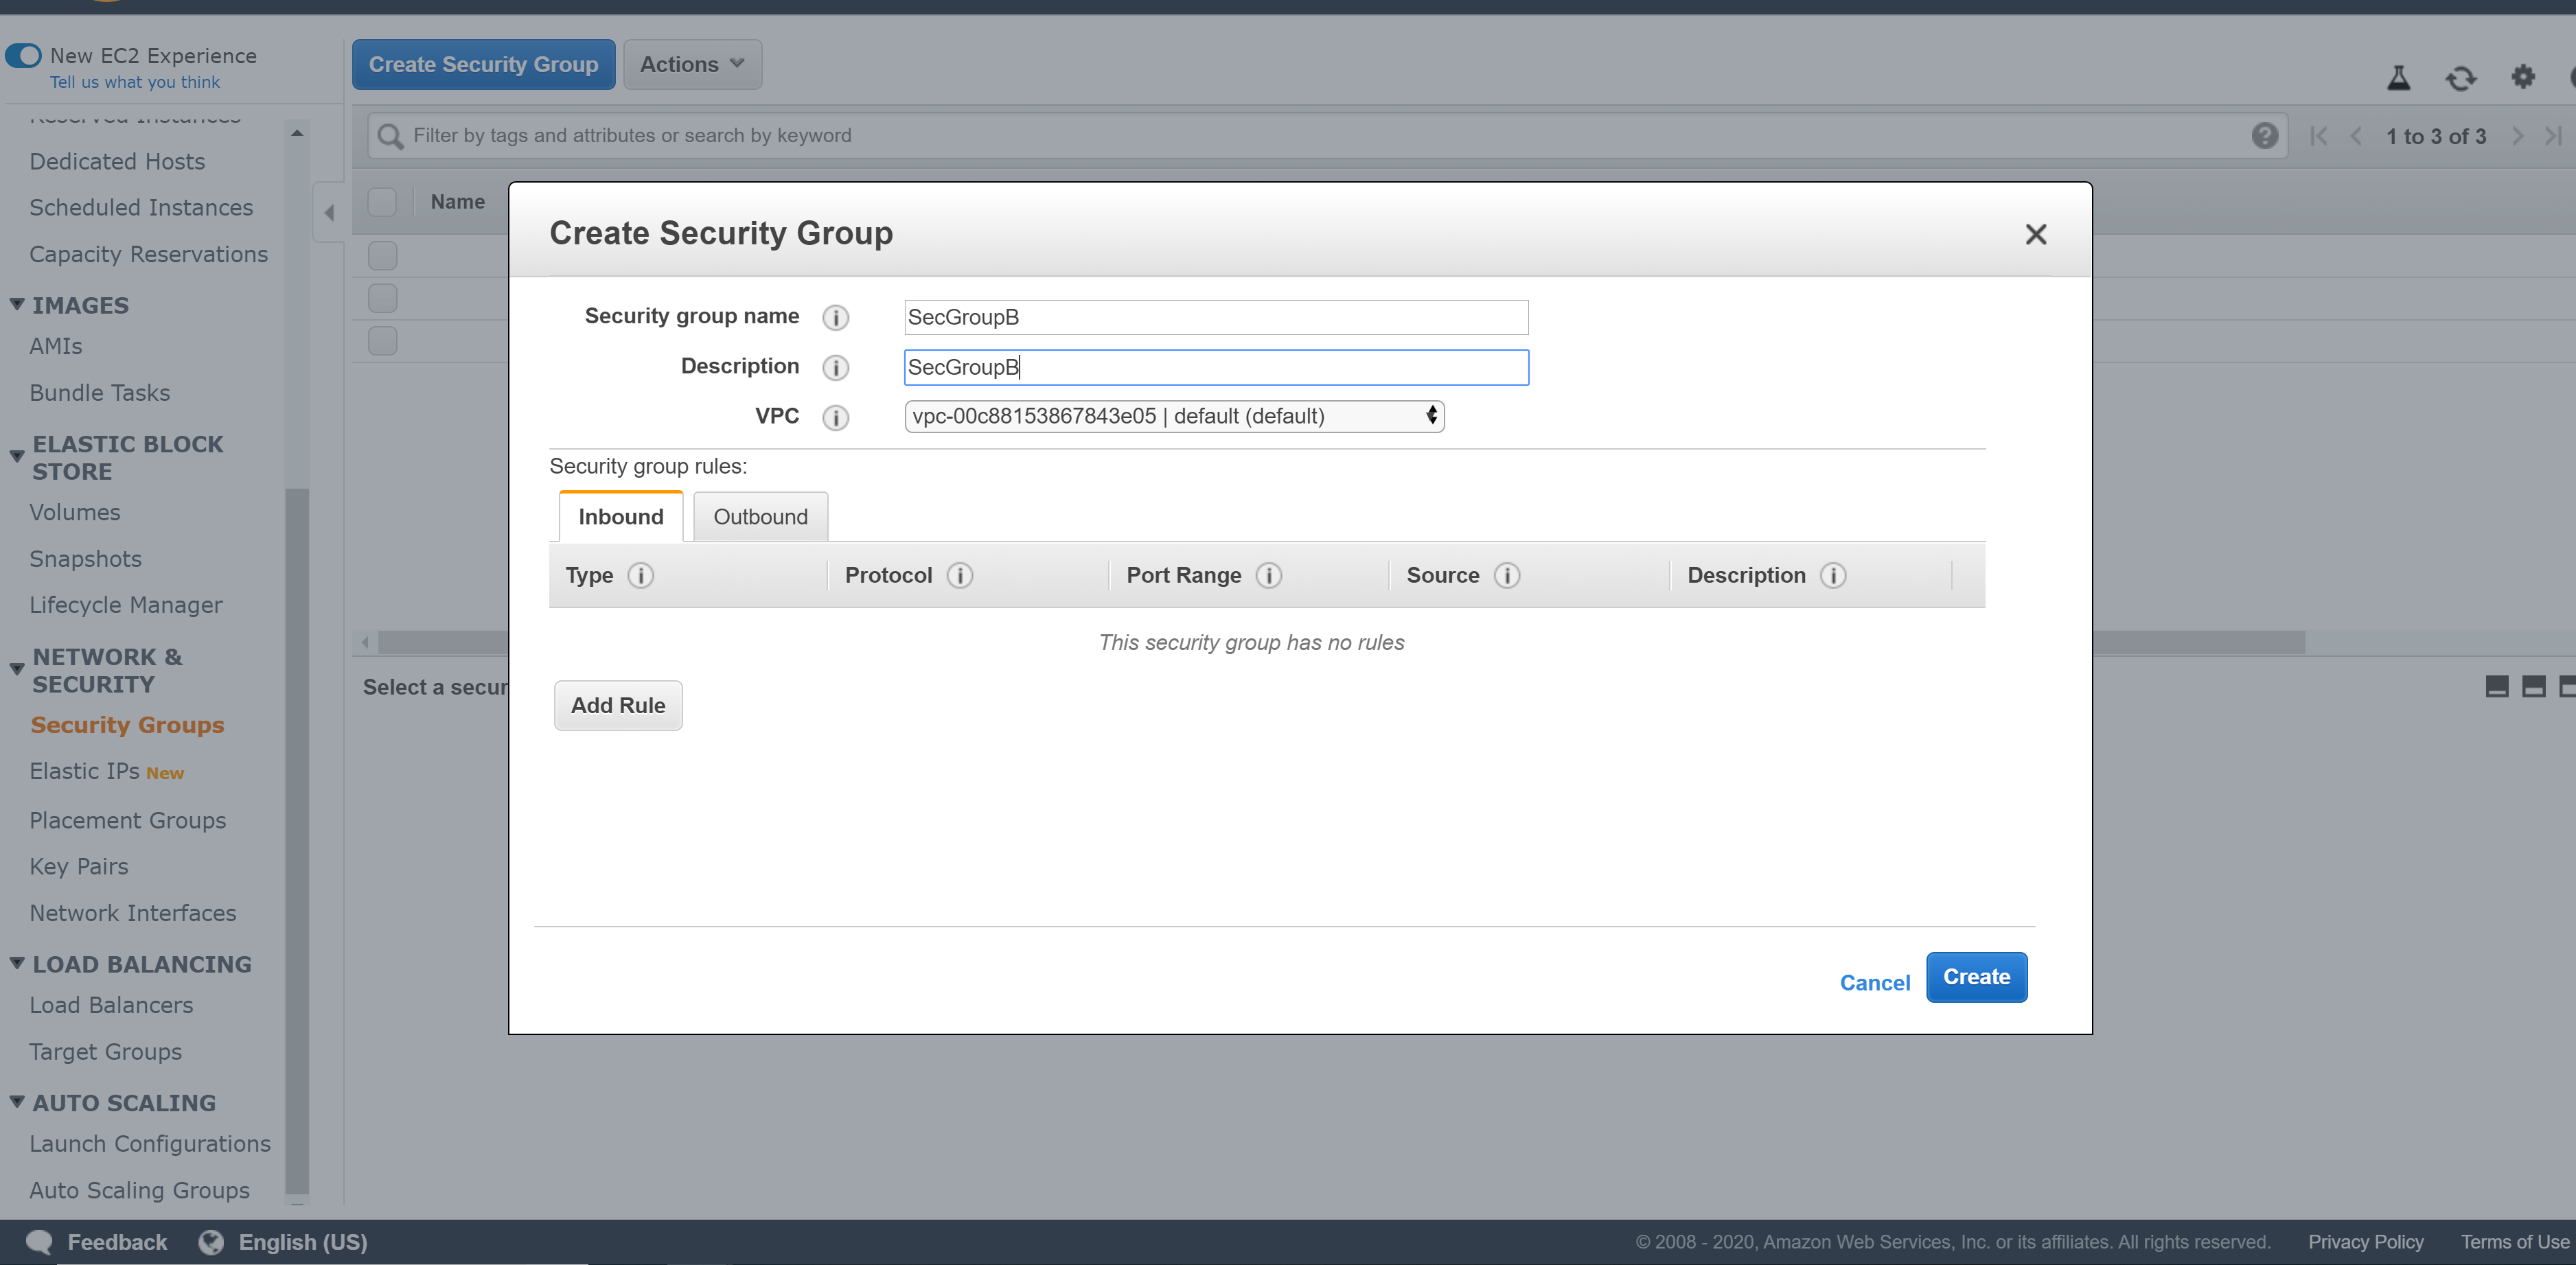 New EC2 Experience
Tell us what you think
Reserved Instances
Dedicated Hosts
Scheduled Instances
Capacity Reservations
IMAGES
AMIs
Bundle Tasks
ELASTIC BLOCK
STORE
Volumes
Snapshots
Lifecycle Manager
NETWORK &
SECURITY
Security Groups
Elastic IPs New
Placement Groups
Key Pairs
Network Interfaces
LOAD BALANCING
Load Balancers
Target Groups
AUTO SCALING
Launch Configurations
Auto Scaling Groups
Create Security Group Actions
Filter by tags and attributes or search by keyword
1 to 3 of 3
Name
Select a secur
Create Security Group
Security group name SecGroupB
Description SecGroupB
VPC vpc-00c88153867843e05 | default (default)
Security group rules:
Inbound Outbound
Type Protocol Port Range Source Description
This security group has no rules
Add Rule
Cancel Create
Feedback English (US) © 2008 - 2020, Amazon Web Services, Inc. or its affiliates. All rights reserved. Privacy Policy Terms of Use